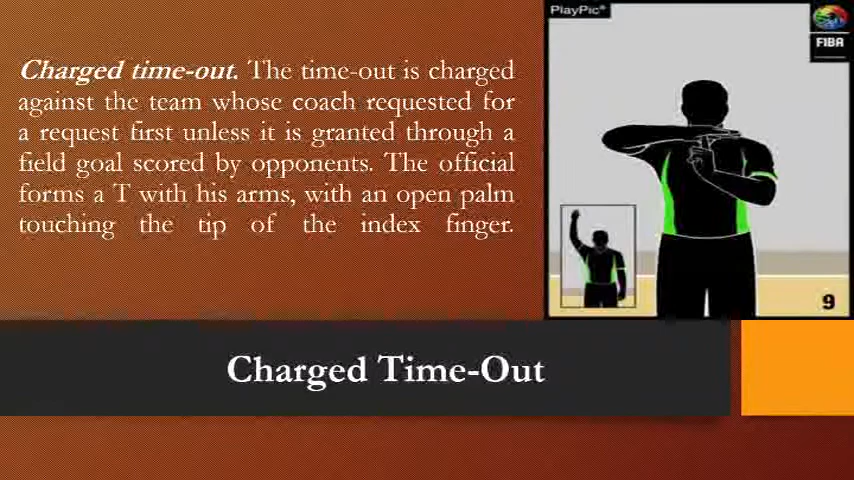 PlayPic®
FIBA
Charged time-out. The time-out is charged
against the team whose coach requested for
a request first unless it is granted through a
field goal scored by opponents. The official
forms a T with his arms, with an open palm
touching the tip of the index finger.
9
Charged Time-Out